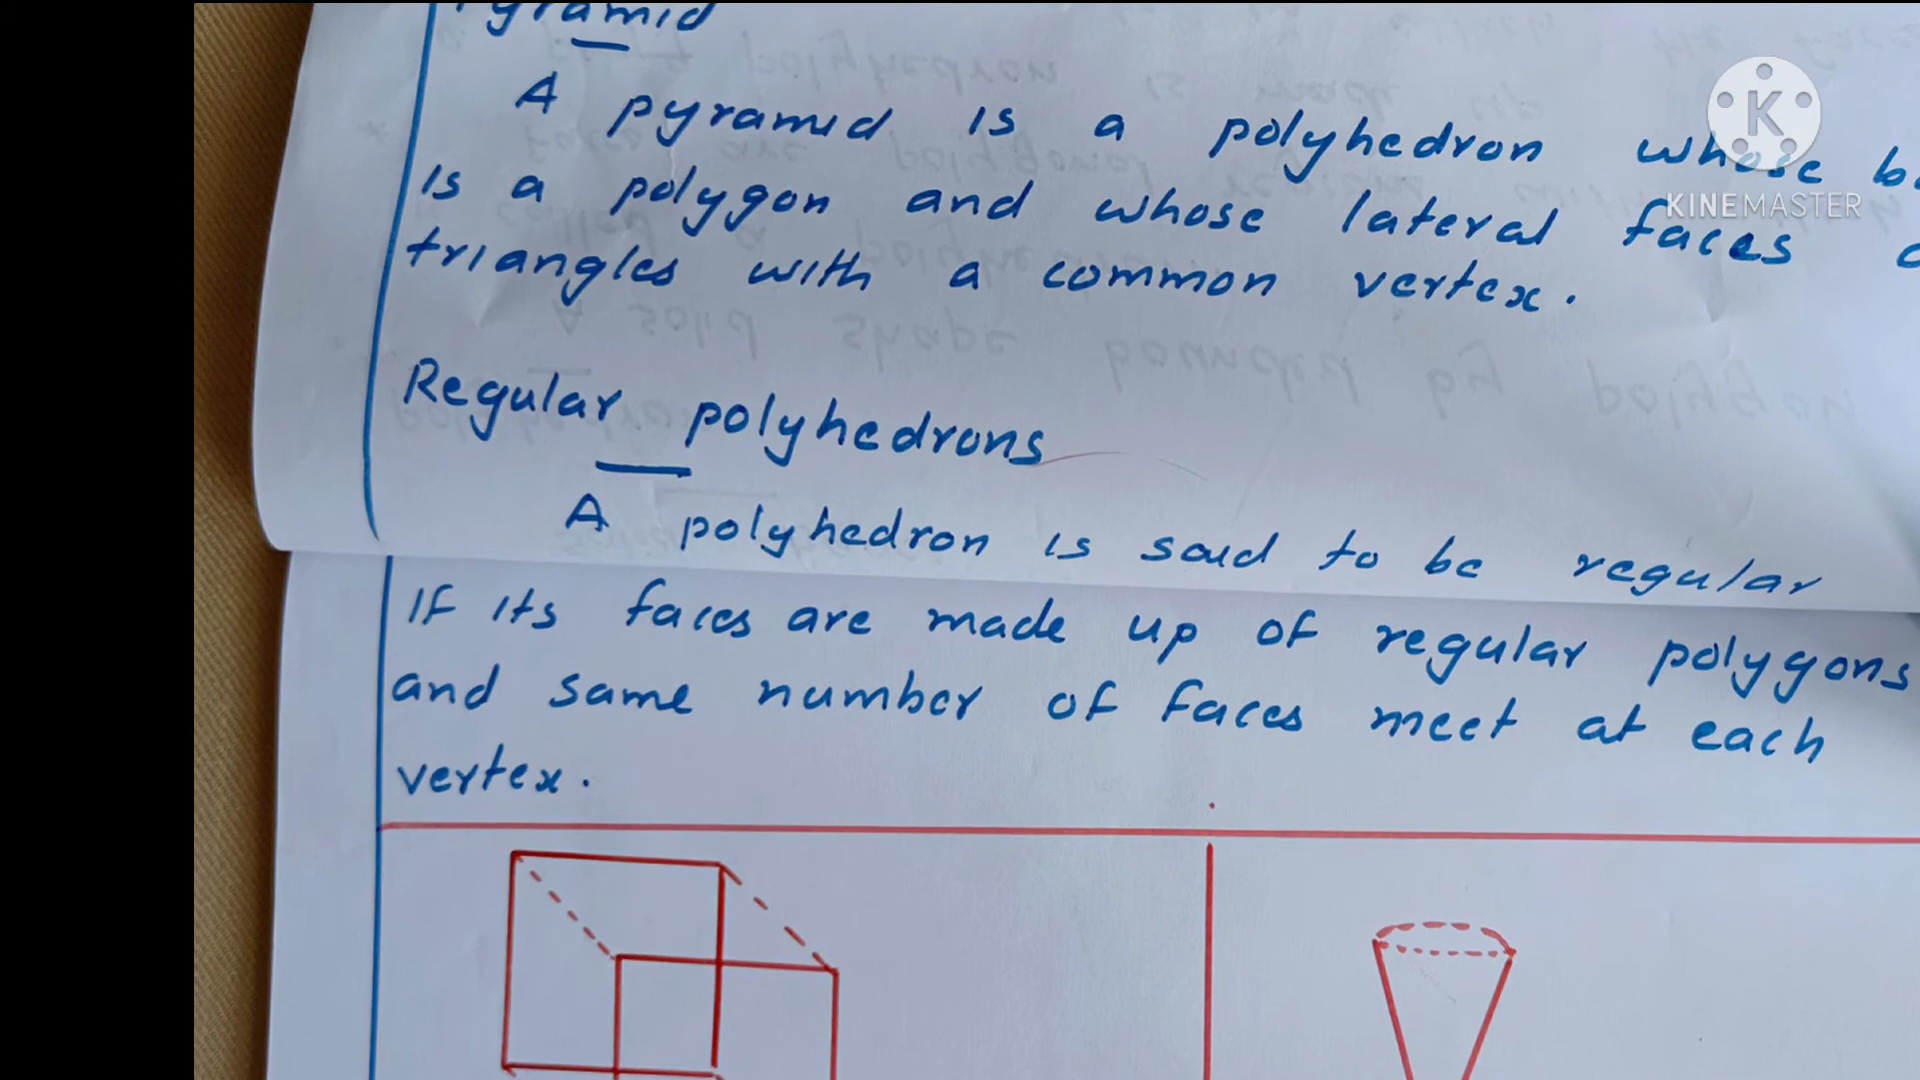 Pyramid
A pyramid is a polyhedron whose
is a polygon and whose lateral faces
triangles with a common vertex.
Regular polyhedrons
A polyhedron is said to be regular
If its faces are made up of regular polygons
and same number of faces meet at each
vertex.
K
KINEMASTER